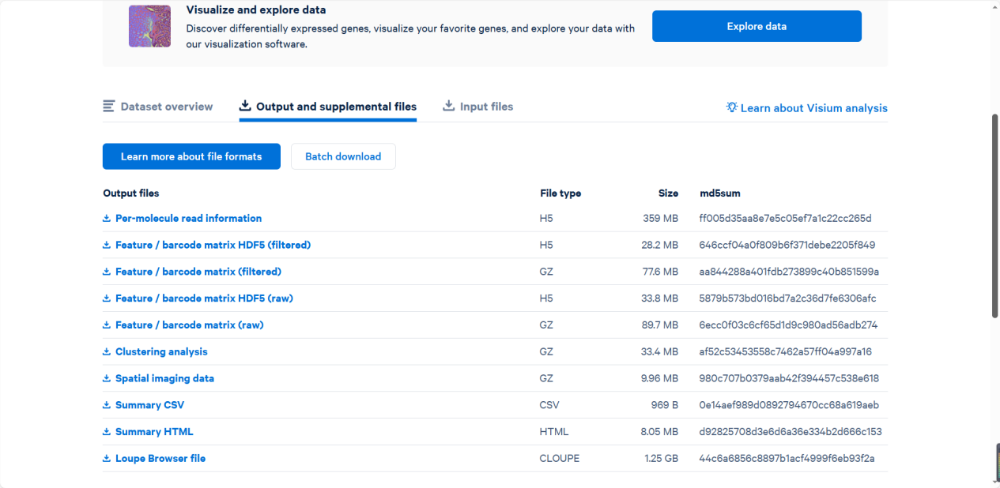 Visualize and explore data
Discover differentially expressed genes, visualize your favorite genes, and explore your data with
our visualization software.
Explore data
Dataset overview
Output and supplemental files
Input files
Learn about Visium analysis
Learn more about file formats
Batch download
Output files File type Size md5sum
Per-molecule read information H5 359 MB ff005d35aa8e7e5c05ef7a1c22cc265d
Feature / barcode matrix HDF5 (filtered) H5 28.2 MB 646ccf04a0f809b6f371debe2205f849
Feature / barcode matrix (filtered) GZ 77.6 MB aa844288a401fdb273899c40b851599a
Feature / barcode matrix HDF5 (raw) H5 33.8 MB 5879b573bd016bd7a2c36d7fe6306afc
Feature / barcode matrix (raw) GZ 89.7 MB 6ecc0f03c6cf65d1d9c980ad56adb274
Clustering analysis GZ 33.4 MB af52c53453558c7462a57ff04a997a16
Spatial imaging data GZ 9.96 MB 980c707b0379aab42f394457c538e618
Summary CSV CSV 969 B 0e14aef989d0892794670cc68a619aeb
Summary HTML HTML 8.05 MB d92825708d3e6d6a36e334b2d666c153
Loupe Browser file CLOUPE 1.25 GB 44c6a6856c8897b1acf4999f6eb93f2a